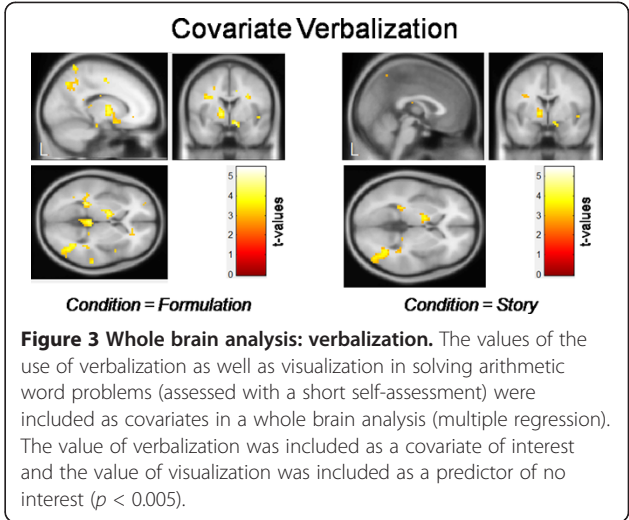 Covariate Verbalization
L
L
5
4
3
2
1
0
t-values
5
4
3
2
1
0
t-values
Condition = Formulation
Condition = Story
Figure 3 Whole brain analysis: verbalization. The values of the
use of verbalization as well as visualization in solving arithmetic
word problems (assessed with a short self-assessment) were
included as covariates in a whole brain analysis (multiple regression).
The value of verbalization was included as a covariate of interest
and the value of visualization was included as a predictor of no
interest (p < 0.005).